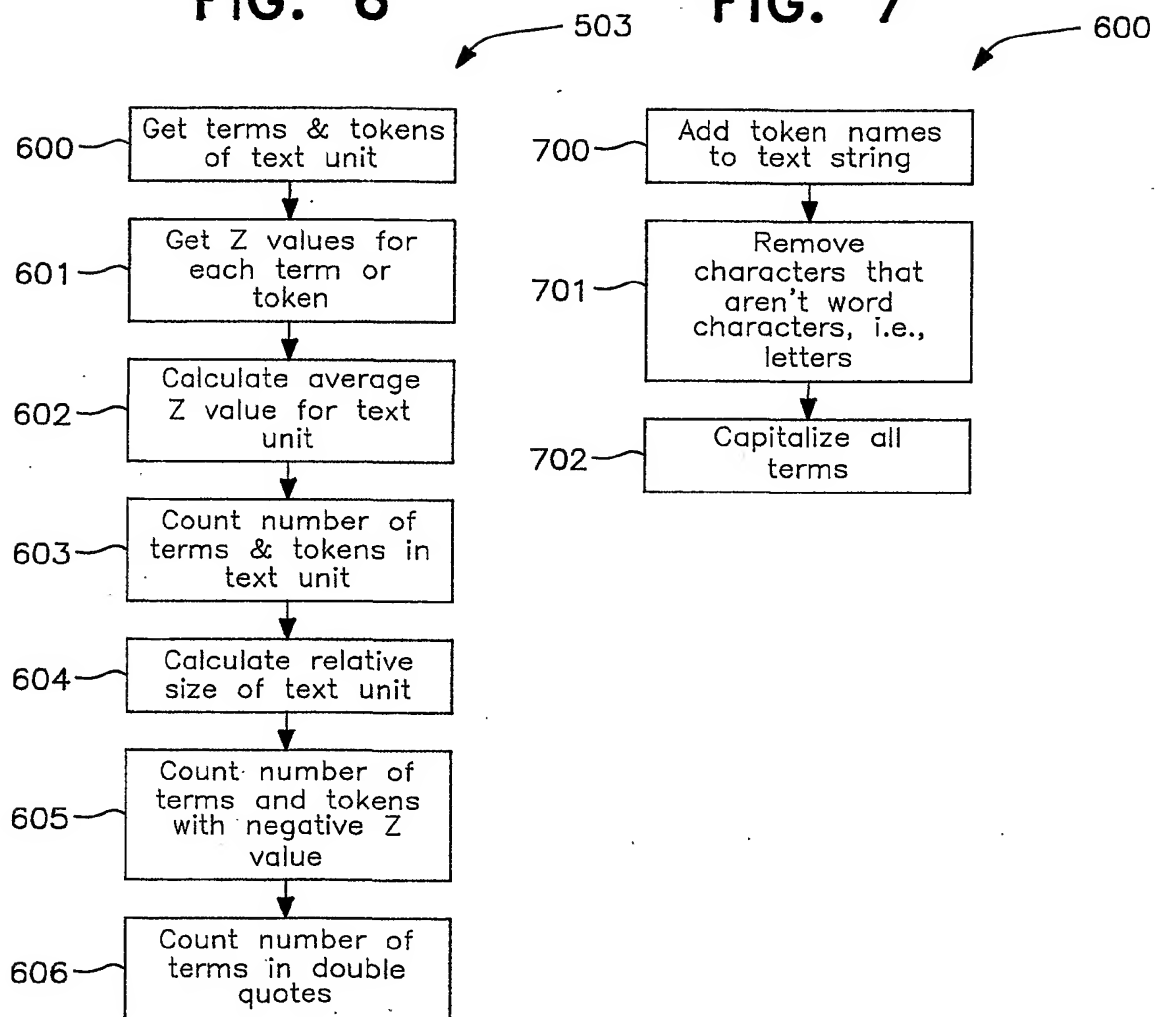 FIG. 6
503
600
Get terms & tokens
of text unit
601
Get Z values for
each term or
token
602
Calculate average
Z value for text
unit
603
Count number of
terms & tokens in
text unit
604
Calculate relative
size of text unit
605
Count number of
terms and tokens
with negative Z
value
606
Count number of
terms in double
quotes
FIG. 7
600
700
Add token names
to text string
701
Remove
characters that
aren't word
characters, i.e.,
letters
702
Capitalize all
terms